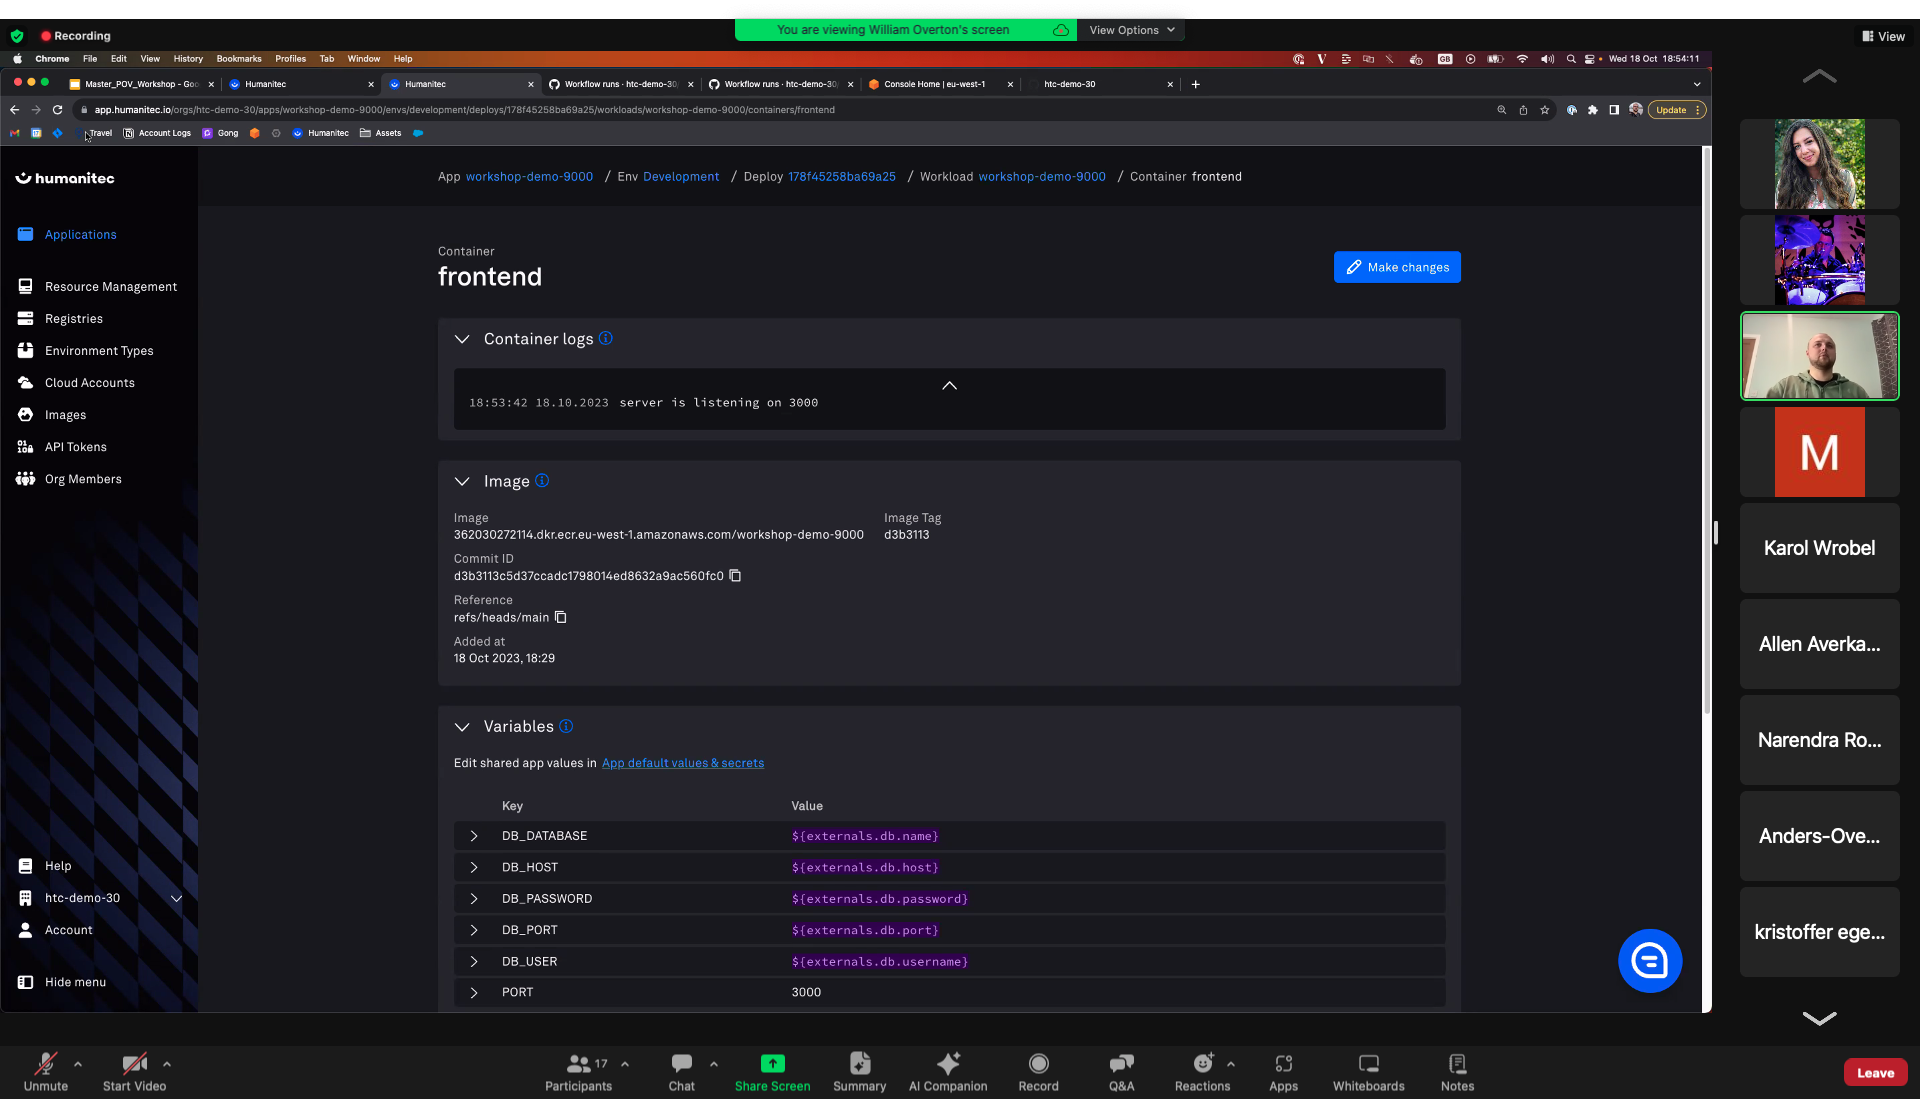 You are viewing William Overton's screen
View Options
View
Recording
Chrome File Edit View History Bookmarks Profiles Tab Window Help
GB
Wed 18 Oct 18:54:11
Master_POV_Workshop - Goo
Humanitec
Humanitec
Workflow runs · htc-demo-30
Workflow runs · htc-demo-30
Console Home | eu-west-1
htc-demo-30
app.humanitec.io/orgs/htc-demo-30/apps/workshop-demo-9000/envs/development/deploys/178f45258ba69a25/workloads/workshop-demo-9000/containers/frontend
Update
Travel
Account Logs
Gong
Humanitec
Assets
humanitec
App workshop-demo-9000 / Env Development / Deploy 178f45258ba69a25 / Workload workshop-demo-9000 / Container frontend
Applications
Resource Management
Registries
Environment Types
Cloud Accounts
Images
API Tokens
Org Members
Help
htc-demo-30
Account
Hide menu
Container
frontend
Make changes
Container logs
18:53:42 18.10.2023 server is listening on 3000
Image
Image
362030272114.dkr.ecr.eu-west-1.amazonaws.com/workshop-demo-9000
Image Tag
d3b3113
Commit ID
d3b3113c5d37ccadc1798014ed8632a9ac560fc0
Reference
refs/heads/main
Added at
18 Oct 2023, 18:29
Variables
Edit shared app values in App default values & secrets
Key Value
DB_DATABASE ${externals.db.name}
DB_HOST ${externals.db.host}
DB_PASSWORD ${externals.db.password}
DB_PORT ${externals.db.port}
DB_USER ${externals.db.username}
PORT 3000
M
Karol Wrobel
Allen Averka...
Narendra Ro...
Anders-Ove...
kristoffer ege...
Unmute
Start Video
17
Participants
Chat
Share Screen
Summary
AI Companion
Record
Q&A
Reactions
Apps
Whiteboards
Notes
Leave